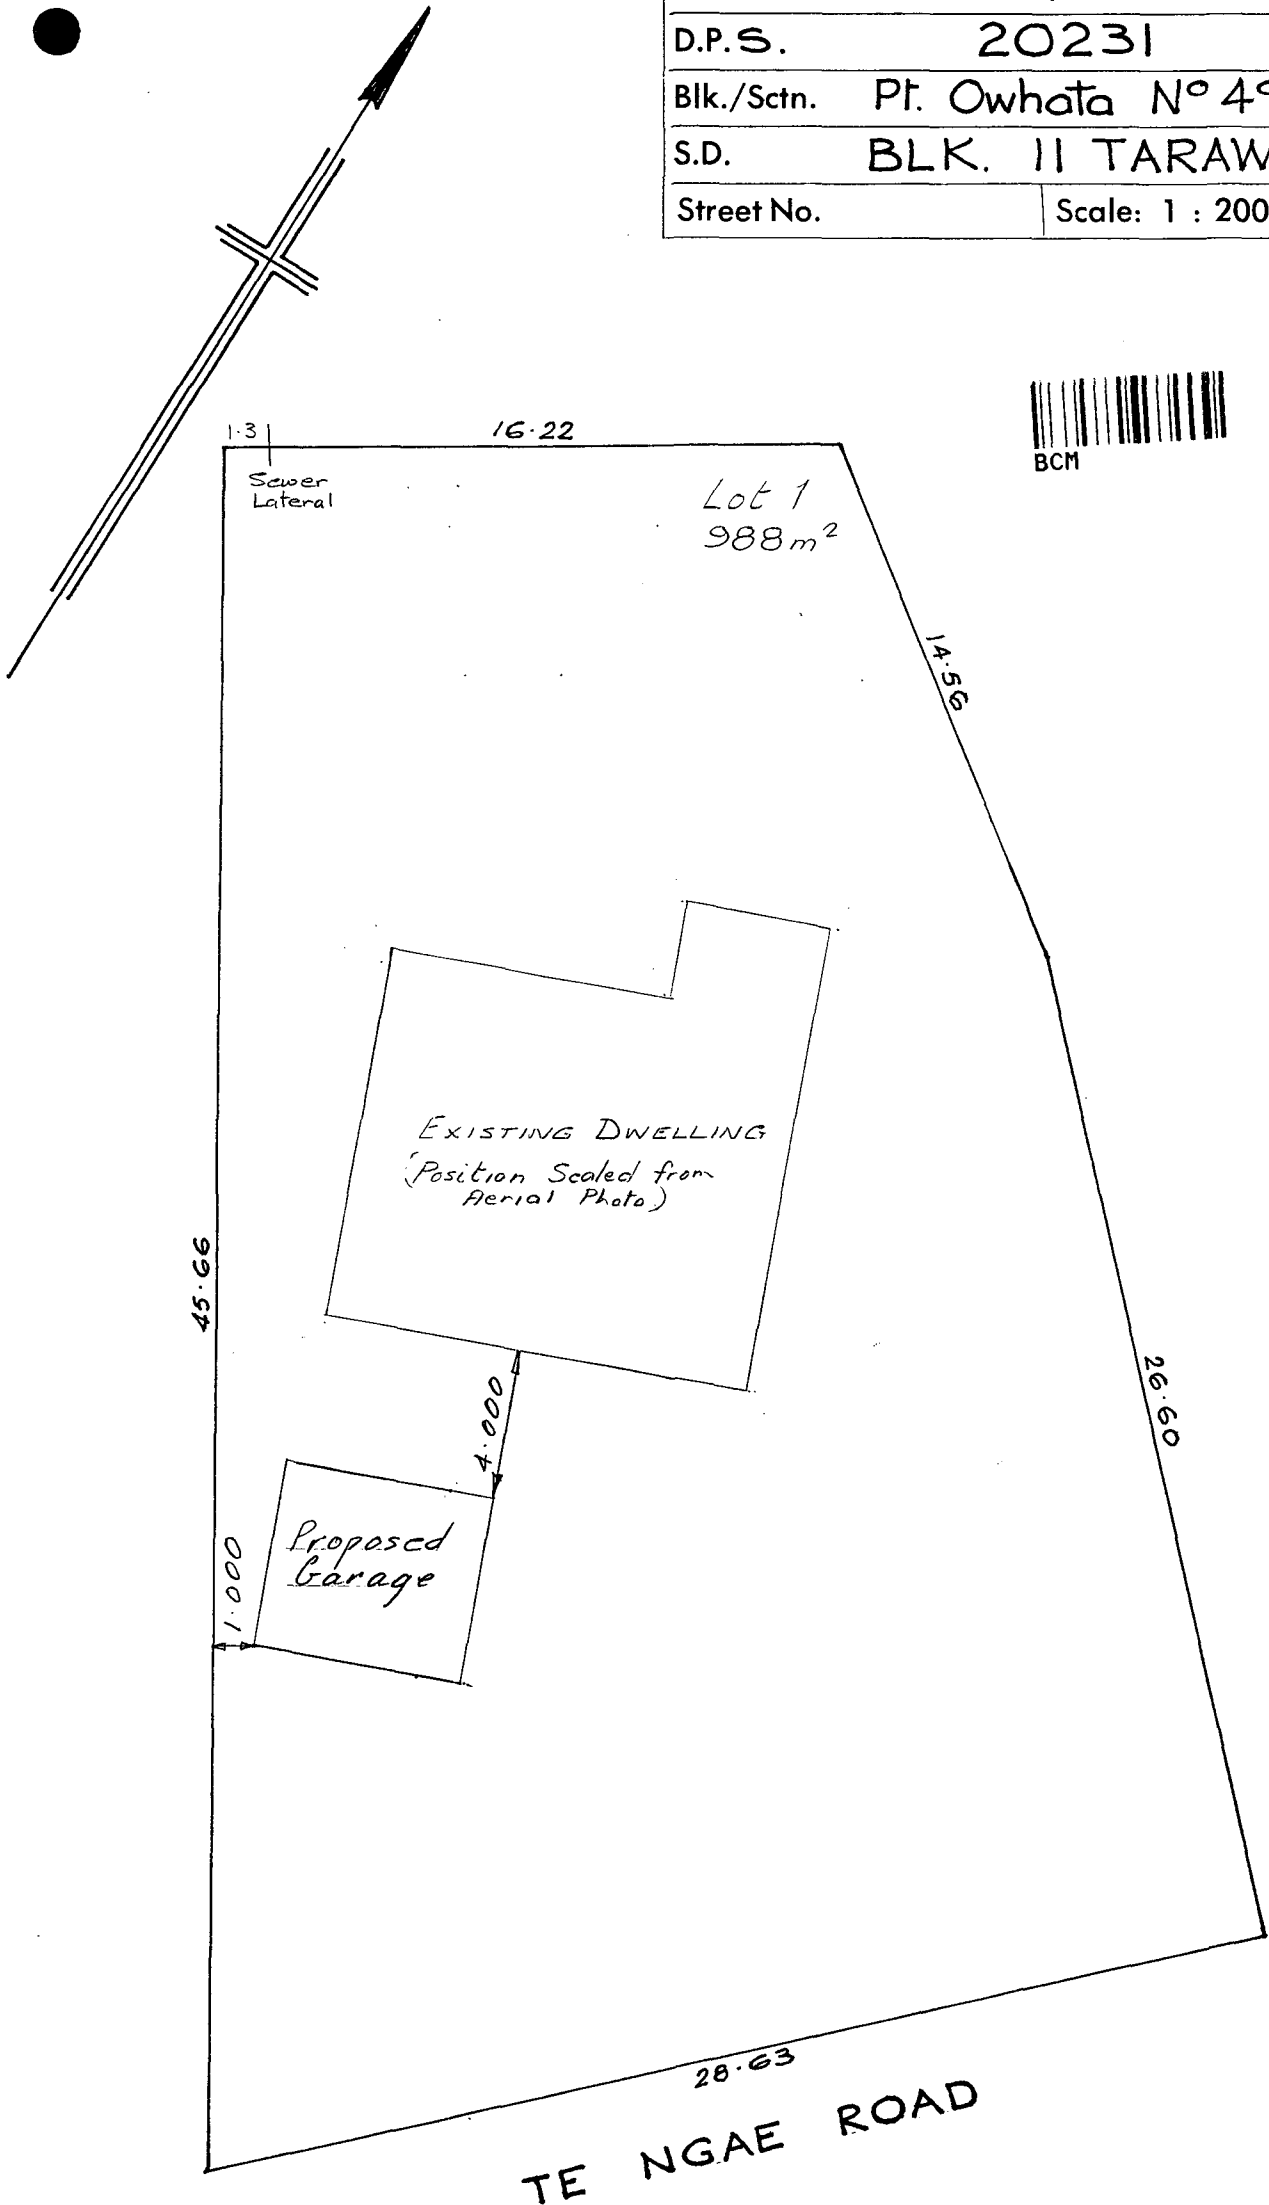 D.P.S. 20231
Blk./Sctn. Pt. Owhata Nº 4
S.D. BLK. II
Street No. Scale: 1 : 200
BCM
1·3
16·22
Sewer
Lateral
Lot 1
988m²
14·56
EXISTING DWELLING
(Position Scaled from
Aerial Photo)
45·66
26·60
4·000
Proposed
Garage
1·000
28·63
TE NGAE ROAD